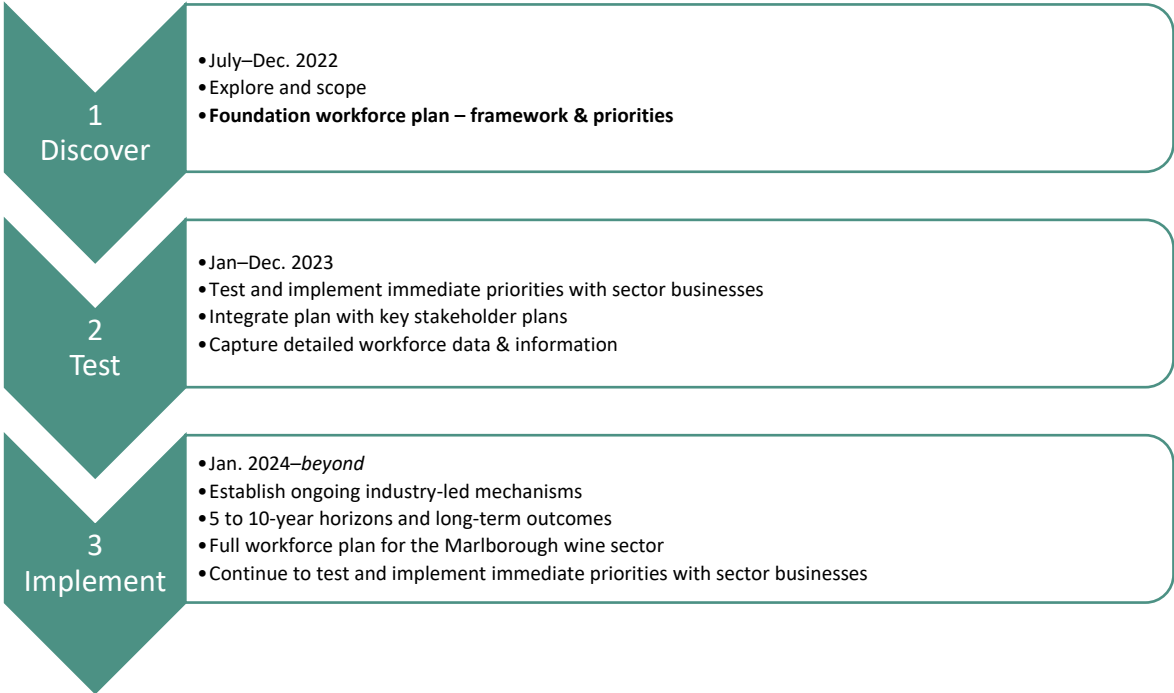 1
Discover
•July–Dec. 2022
•Explore and scope
•Foundation workforce plan – framework & priorities
2
Test
•Jan–Dec. 2023
•Test and implement immediate priorities with sector businesses
•Integrate plan with key stakeholder plans
•Capture detailed workforce data & information
3
Implement
•Jan. 2024–beyond
•Establish ongoing industry-led mechanisms
•5 to 10-year horizons and long-term outcomes
•Full workforce plan for the Marlborough wine sector
•Continue to test and implement immediate priorities with sector businesses